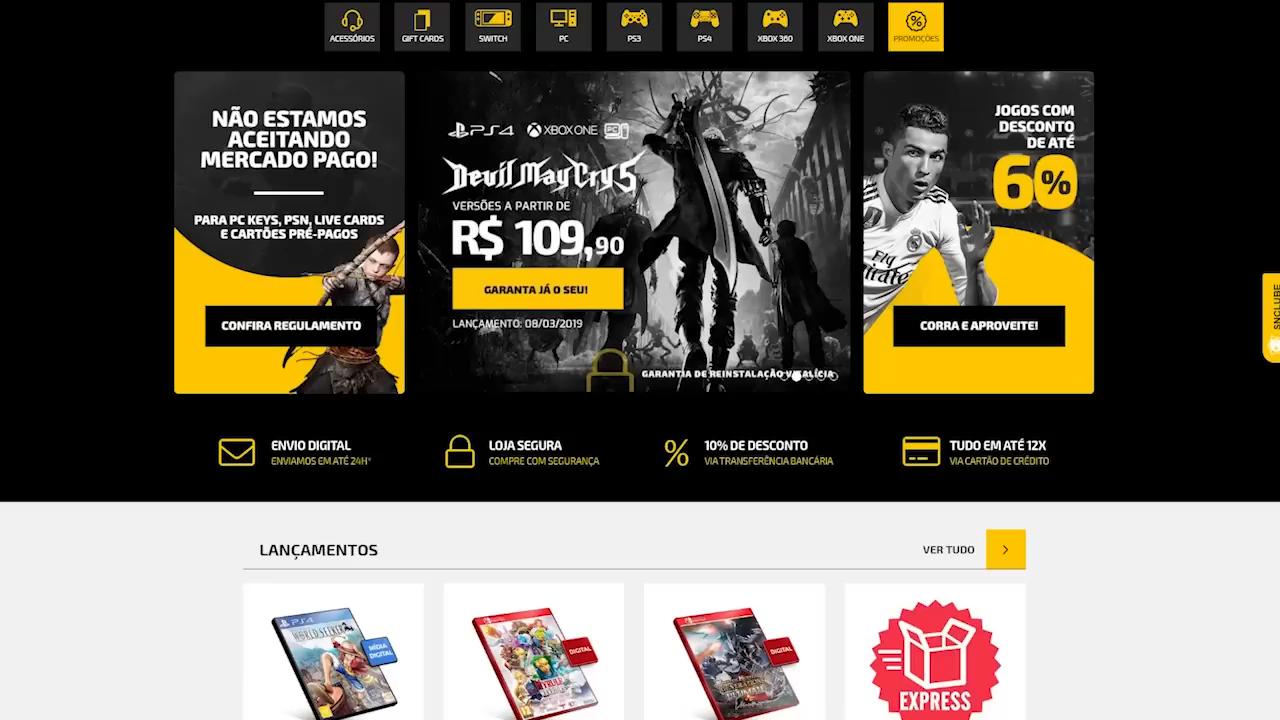 ACESSÓRIOS
GIFT CARDS
SWITCH
PC
PS3
PS4
XBOX 360
XBOX ONE
PROMOÇÕES
NÃO ESTAMOS
ACEITANDO
MERCADO PAGO!
PARA PC KEYS, PSN, LIVE CARDS
E CARTÕES PRÉ-PAGOS
CONFIRA REGULAMENTO
PS4 XBOX ONE PC
Devil May Cry 5
VERSÕES A PARTIR DE
R$ 109,90
GARANTA JÁ O SEU!
LANÇAMENTO: 08/03/2019
GARANTIA DE REINSTALAÇÃO VITALÍCIA
JOGOS COM
DESCONTO
DE ATÉ
60%
Fly
Emirates
CORRA E APROVEITE!
SNCLUBE
ENVIO DIGITAL
ENVIAMOS EM ATÉ 24H*
LOJA SEGURA
COMPRE COM SEGURANÇA
10% DE DESCONTO
VIA TRANSFERÊNCIA BANCÁRIA
TUDO EM ATÉ 12X
VIA CARTÃO DE CRÉDITO
LANÇAMENTOS
VER TUDO
PS4
WORLD SEEKER
MÍDIA
DIGITAL
DIGITAL
GENERATIONS
ULTIMATE
DIGITAL
EXPRESS